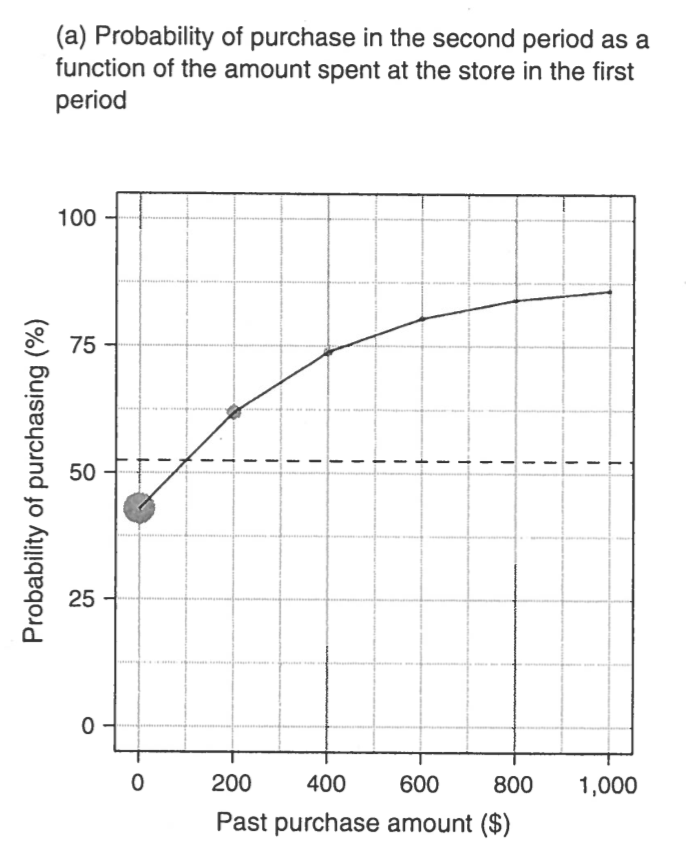 (a) Probability of purchase in the second period as a
function of the amount spent at the store in the first
period
100
75
50
25
0
Probability of purchasing (%)
0 200 400 600 800 1,000
Past purchase amount ($)